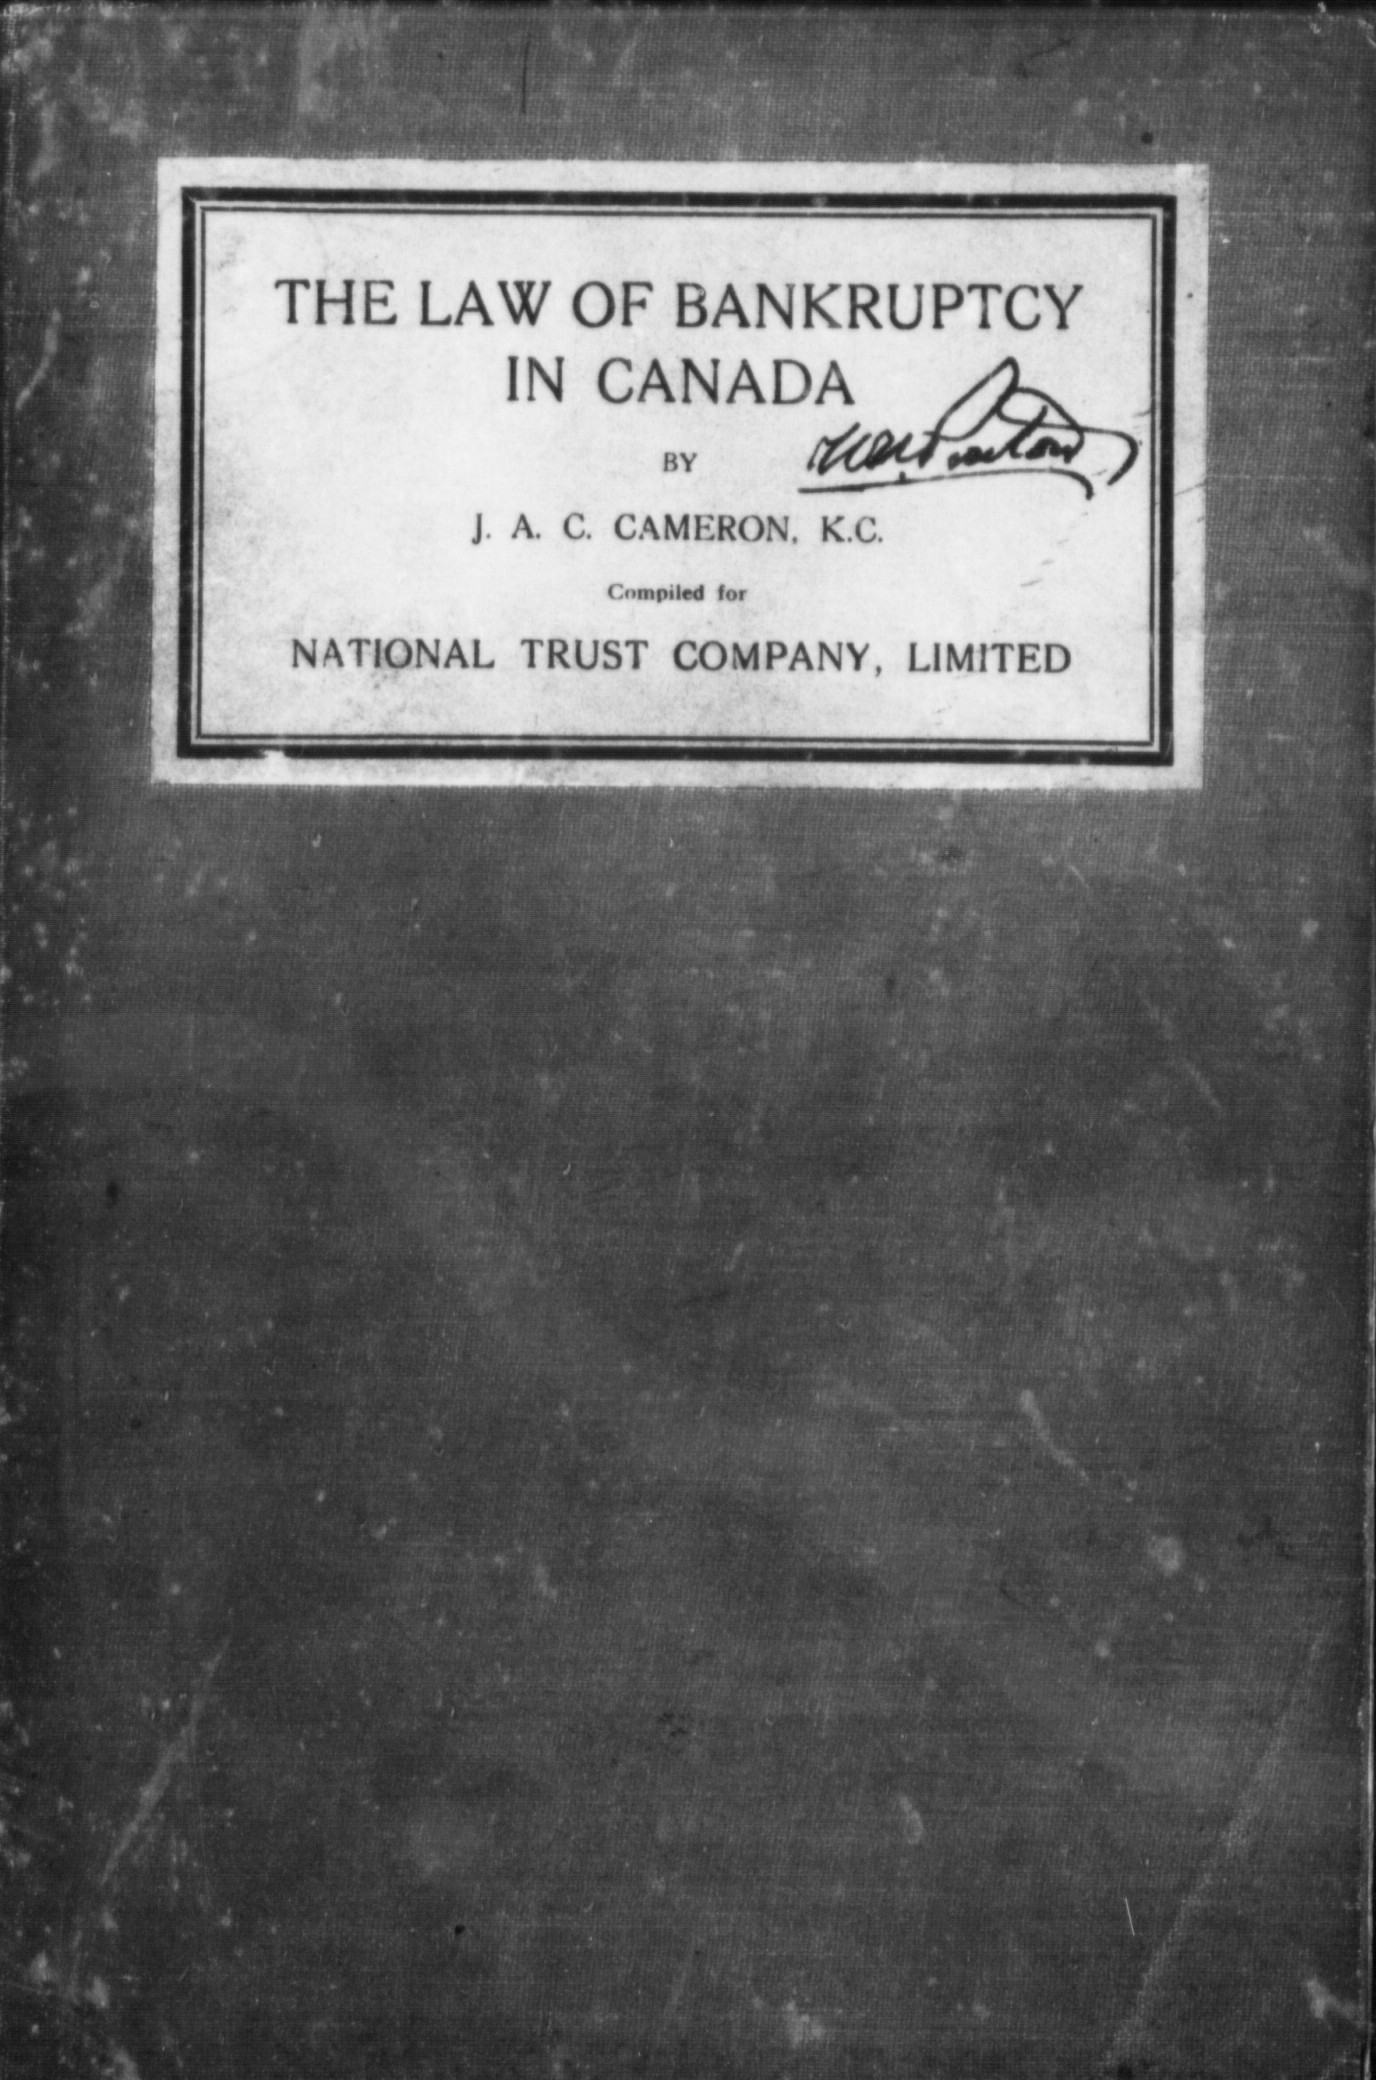 THE LAW OF BANKRUPTCY
IN CANADA
BY
J. A. C. CAMERON, K.C.
Compiled for
NATIONAL TRUST COMPANY, LIMITED